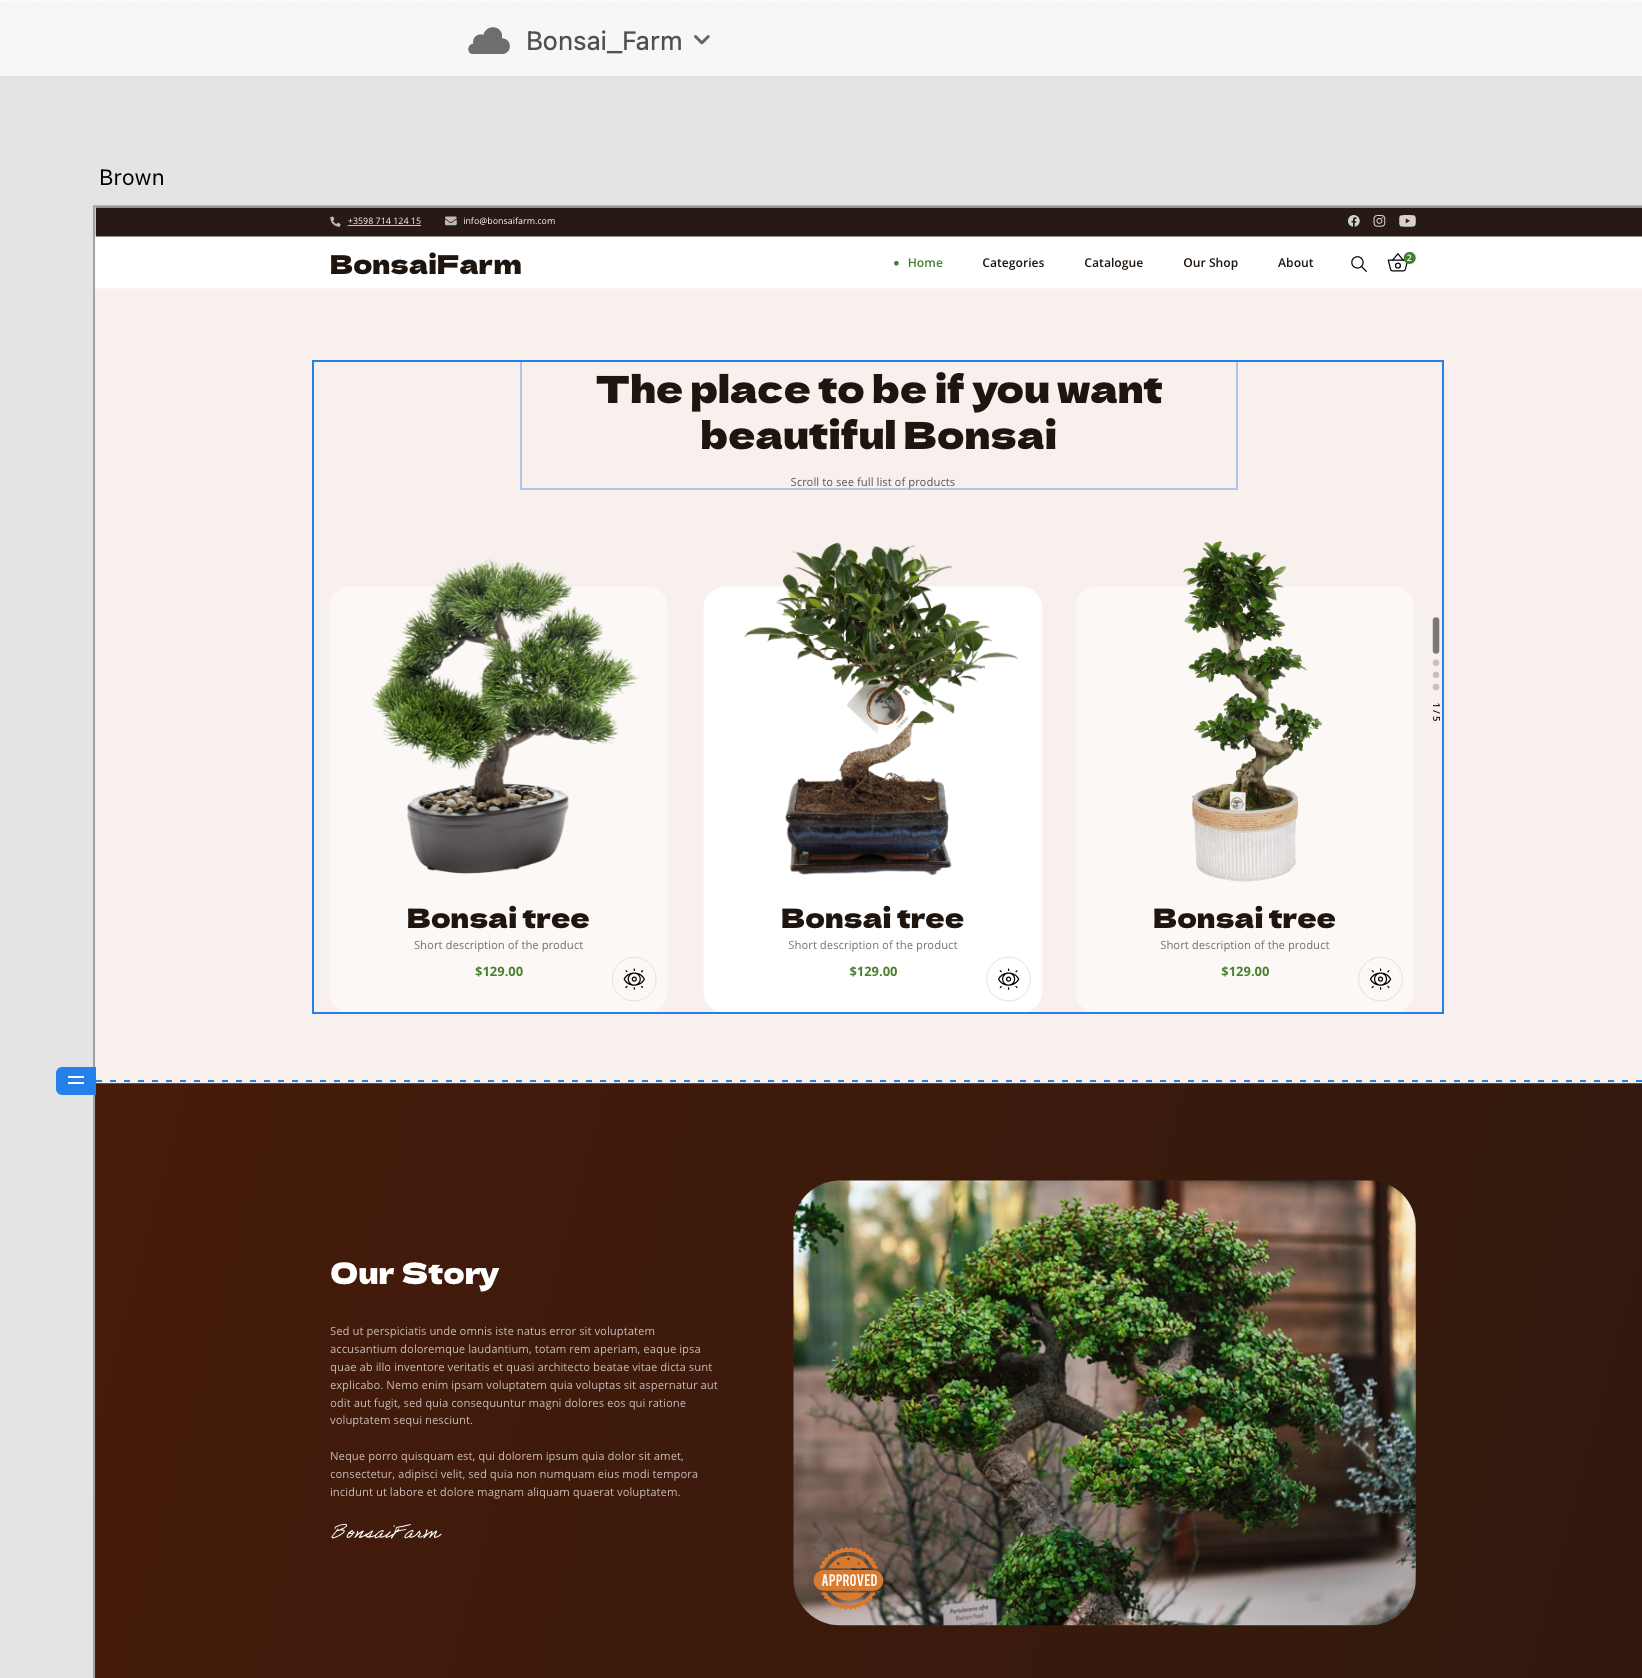 Bonsai_Farm
Brown
+3598 714 124 15
info@bonsaifarm.com
BonsaiFarm
Home
Categories
Catalogue
Our Shop
About
2
The place to be if you want
beautiful Bonsai
Scroll to see full list of products
1 / 5
Bonsai tree
Short description of the product
$129.00
Bonsai tree
Short description of the product
$129.00
Bonsai tree
Short description of the product
$129.00
Our Story
Sed ut perspiciatis unde omnis iste natus error sit voluptatem
accusantium doloremque laudantium, totam rem aperiam, eaque ipsa
quae ab illo inventore veritatis et quasi architecto beatae vitae dicta sunt
explicabo. Nemo enim ipsam voluptatem quia voluptas sit aspernatur aut
odit aut fugit, sed quia consequuntur magni dolores eos qui ratione
voluptatem sequi nesciunt.
Neque porro quisquam est, qui dolorem ipsum quia dolor sit amet,
consectetur, adipisci velit, sed quia non numquam eius modi tempora
incidunt ut labore et dolore magnam aliquam quaerat voluptatem.
BonsaiFarm
APPROVED